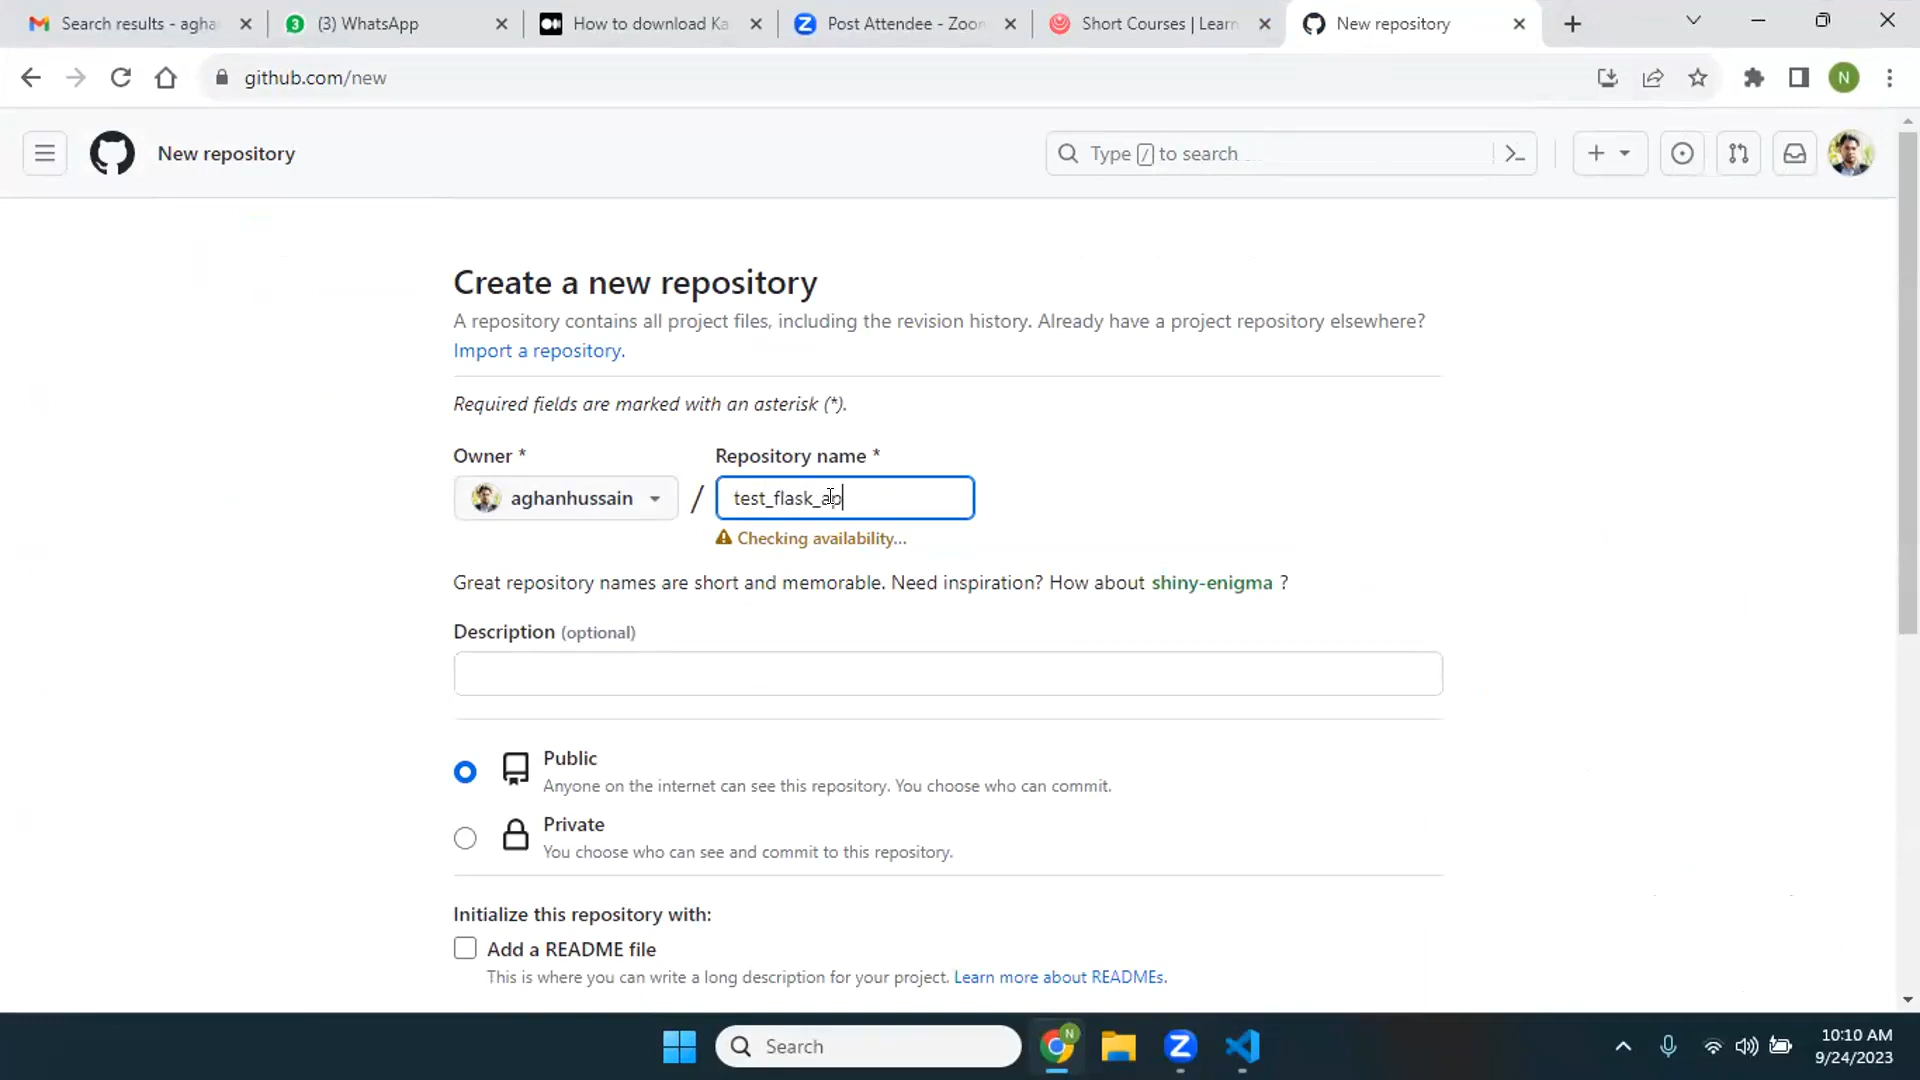 Search results - agha
(3) WhatsApp
How to download Ka
Post Attendee - Zoom
Short Courses | Learn
New repository
github.com/new
N
New repository
Type / to search
Create a new repository
A repository contains all project files, including the revision history. Already have a project repository elsewhere?
Import a repository.
Required fields are marked with an asterisk (*).
Owner *
Repository name *
aghanhussain
/
test_flask_ap
Checking availability...
Great repository names are short and memorable. Need inspiration? How about shiny-enigma ?
Description (optional)
Public
Anyone on the internet can see this repository. You choose who can commit.
Private
You choose who can see and commit to this repository.
Initialize this repository with:
Add a README file
This is where you can write a long description for your project. Learn more about READMEs.
Search
10:10 AM
9/24/2023